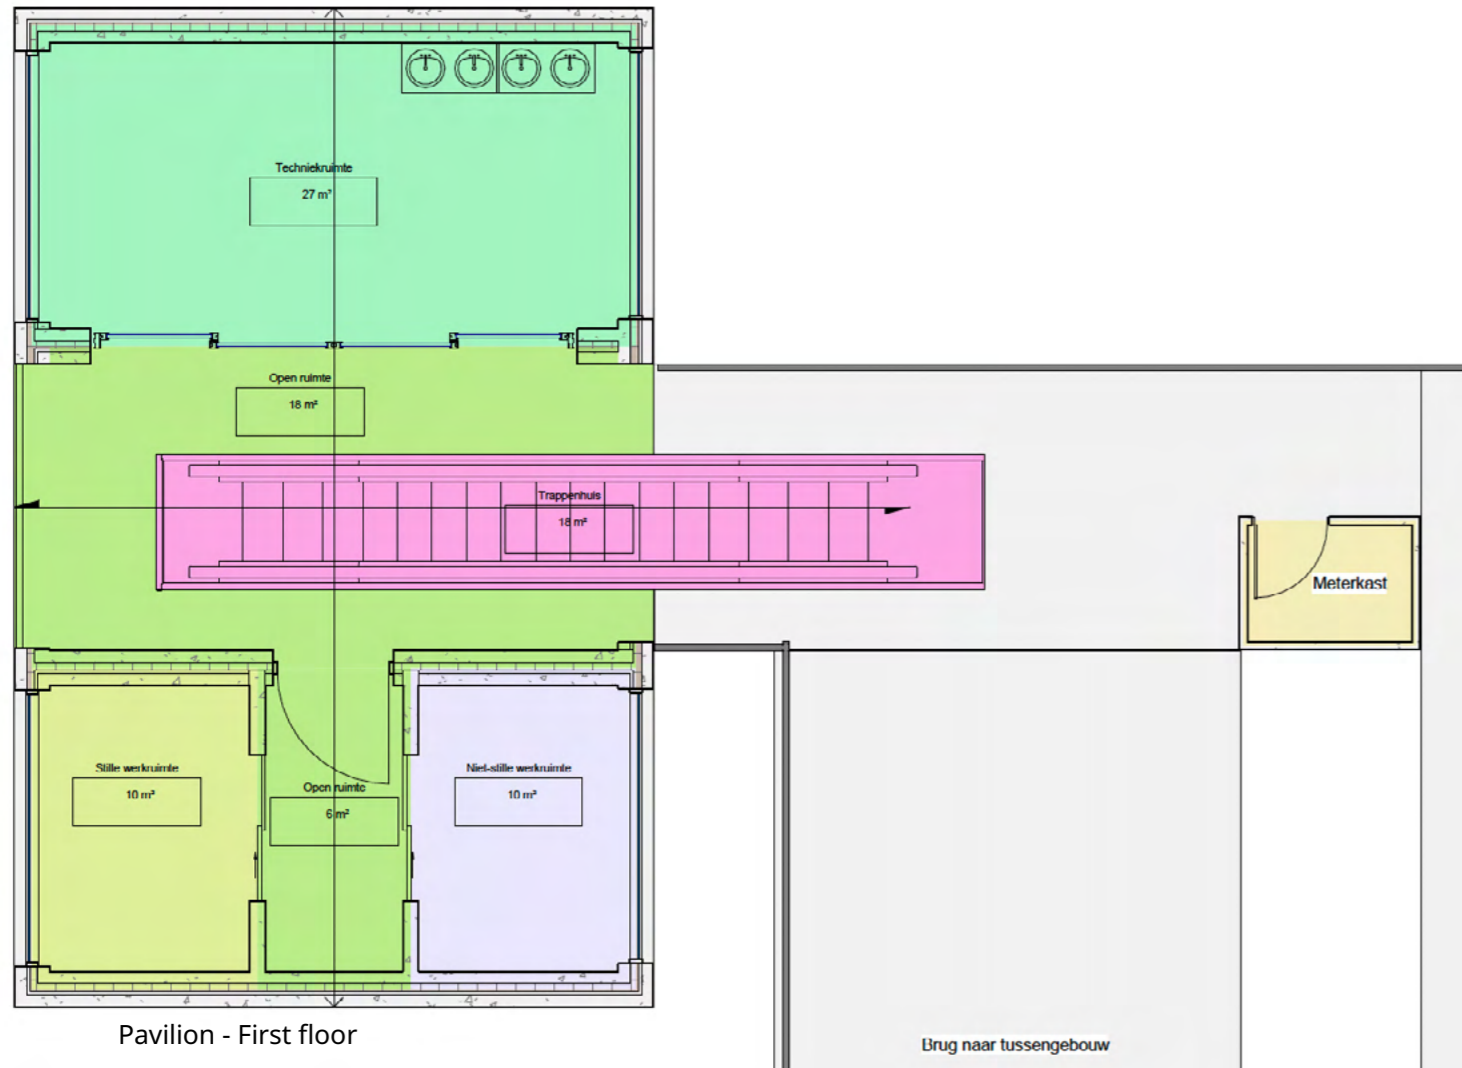 Techniekruimte
27 m²
Open ruimte
18 m²
Trappenhuis
18 m²
Meterkast
Stille werkruimte
10 m²
Open ruimte
6 m²
Niet-stille werkruimte
10 m²
Pavilion - First floor
Brug naar tussengebouw